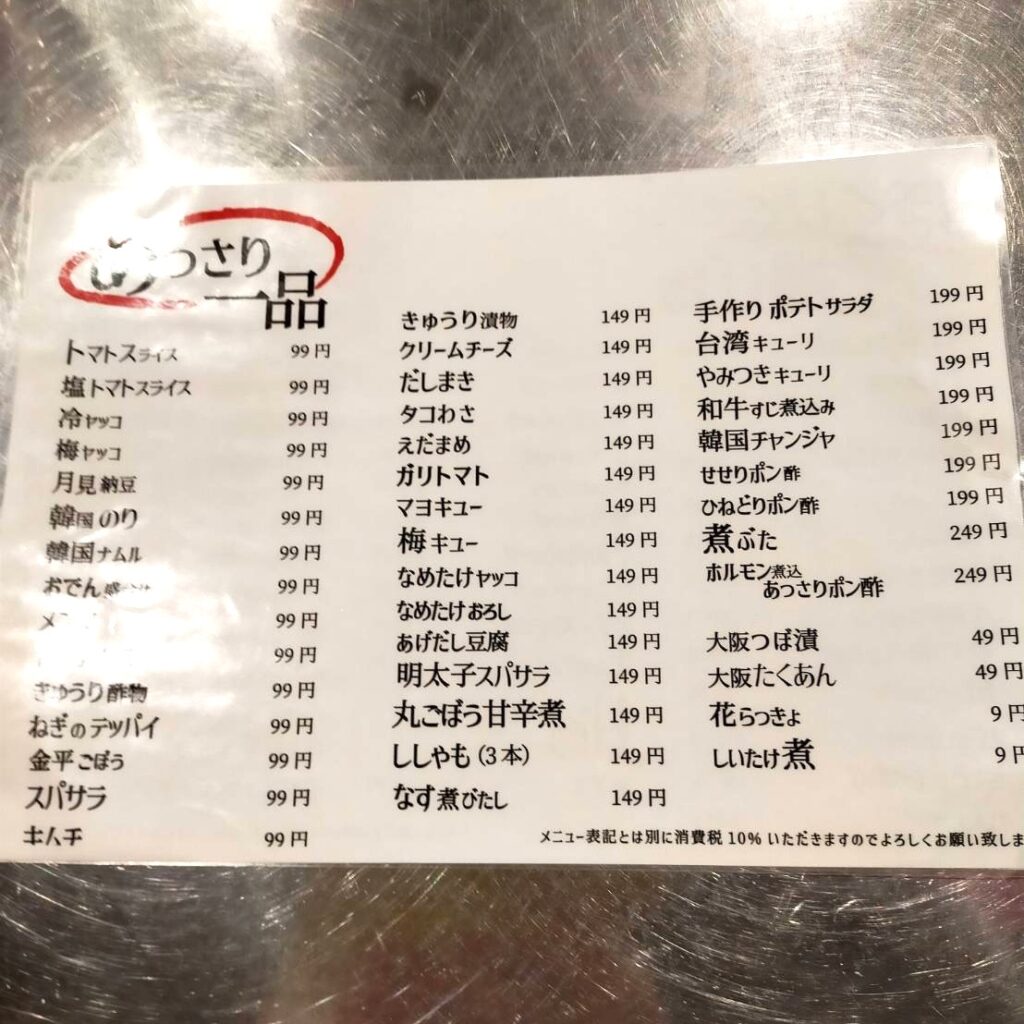 あっさり
一品
トマトスライス 99円
塩トマトスライス 99円
冷ヤッコ 99円
梅ヤッコ 99円
月見納豆 99円
韓国のり 99円
韓国ナムル 99円
おでん 99円
99円
99円
きゅうり酢物 99円
ねぎのテッパイ 99円
金平ごぼう 99円
スパサラ 99円
キムチ 99円
きゅうり漬物 149円
クリームチーズ 149円
だしまき 149円
タコわさ 149円
えだまめ 149円
ガリトマト 149円
マヨキュー 149円
梅キュー 149円
なめたけヤッコ 149円
なめたけおろし 149円
あげだし豆腐 149円
明太子スパサラ 149円
丸ごぼう甘辛煮 149円
ししゃも(3本) 149円
なす煮びたし 149円
手作りポテトサラダ 199円
台湾キューリ 199円
やみつきキューリ 199円
和牛すじ煮込み 199円
韓国チャンジャ 199円
せせりポン酢 199円
ひねどりポン酢 199円
煮ぶた 249円
ホルモン煮込
あっさりポン酢 249円
大阪つぼ漬 49円
大阪たくあん 49円
花らっきょ 9円
しいたけ煮 9円
メニュー表記とは別に消費税10%いただきますのでよろしくお願い致しま